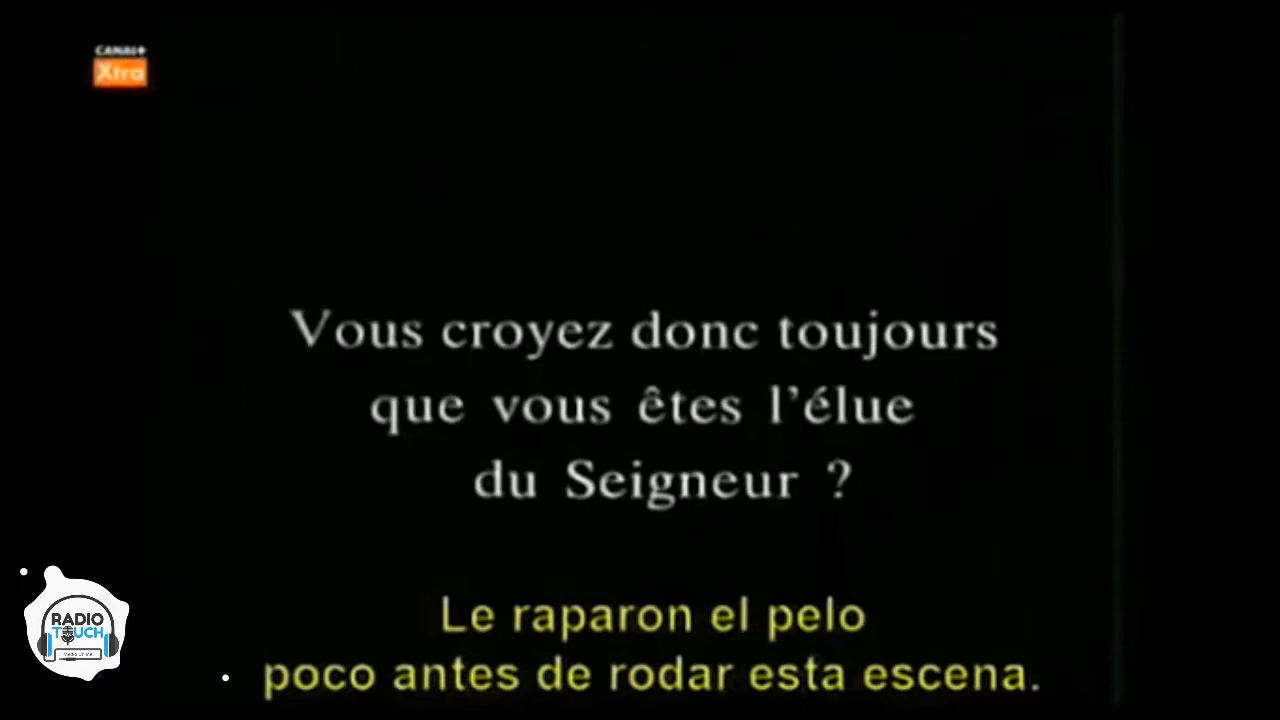 CANAL+
Xtra
Vous croyez donc toujours
que vous êtes l'élue
du Seigneur ?
RADIO
TOUCH
Le raparon el pelo
poco antes de rodar esta escena.